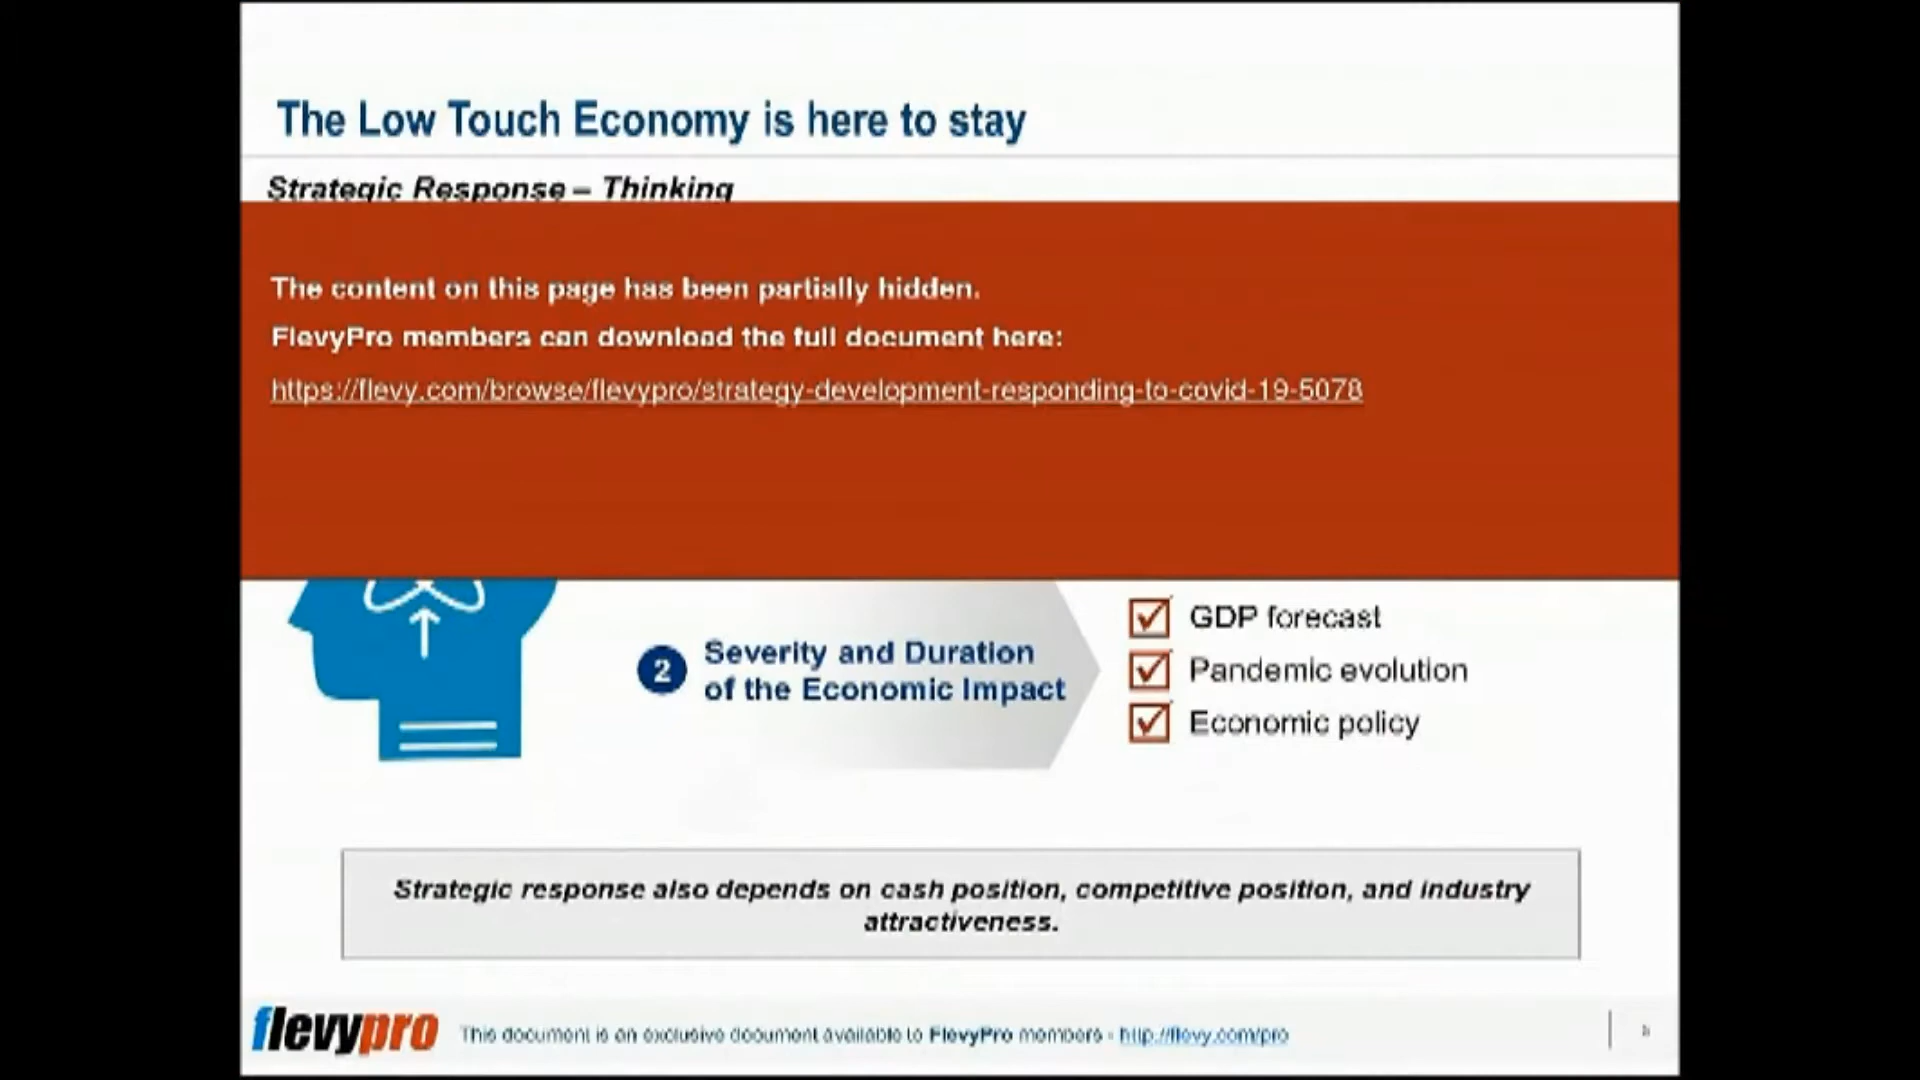 The Low Touch Economy is here to stay
Strategic Response – Thinking
The content on this page has been partially hidden.
FlevyPro members can download the full document here:
https://flevy.com/browse/flevypro/strategy-development-responding-to-covid-19-5078
GDP forecast
2 Severity and Duration
of the Economic Impact
Pandemic evolution
Economic policy
Strategic response also depends on cash position, competitive position, and industry
attractiveness.
flevypro This document is an exclusive document available to FlevyPro members - http://flevy.com/pro